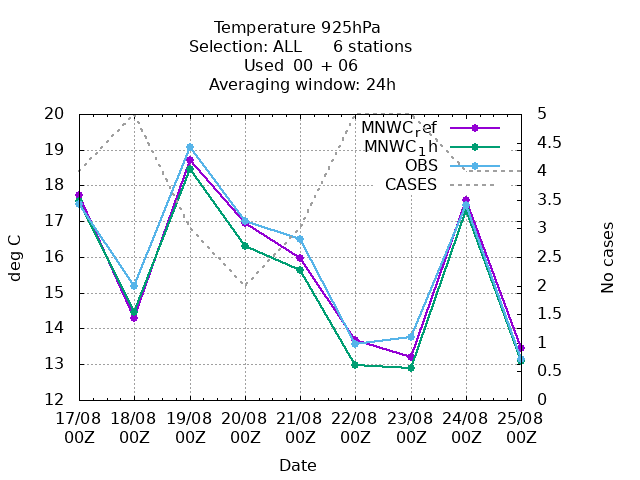 Temperature 925hPa
Selection: ALL 6 stations
Used 00 + 06
Averaging window: 24h
20 5
MNWC_ref
19 4.5
MNWC_1h
OBS
18 4
CASES
17 3.5
16 3
15 2.5
14 2
13 1.5
12 1
0.5
0
deg C
No cases
17/08 18/08 19/08 20/08 21/08 22/08 23/08 24/08 25/08
00Z 00Z 00Z 00Z 00Z 00Z 00Z 00Z 00Z
Date